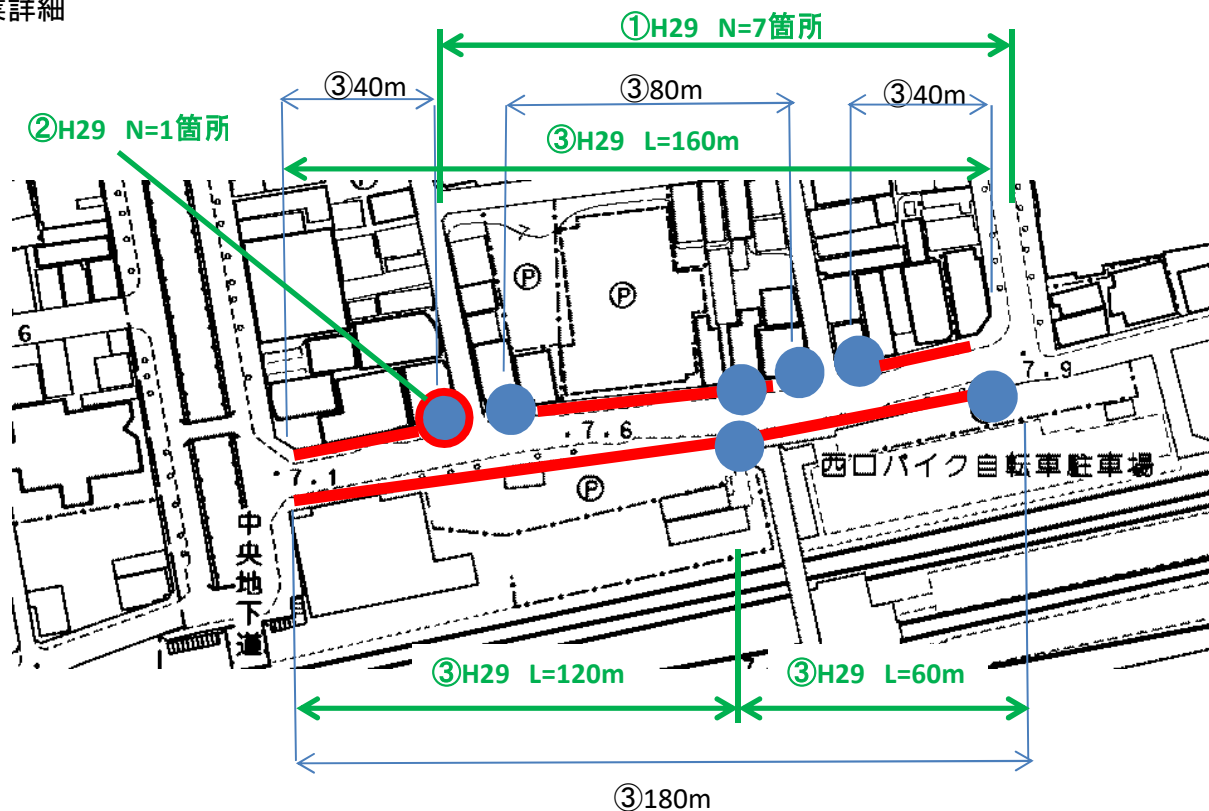 詳細
①H29 N=7箇所
③40m
③80m
③40m
②H29 N=1箇所
③H29 L=160m
P
P
6
7.9
7.6
西口バイク自転車駐車場
7.1
P
中央地下道
③H29 L=120m
③H29 L=60m
③180m